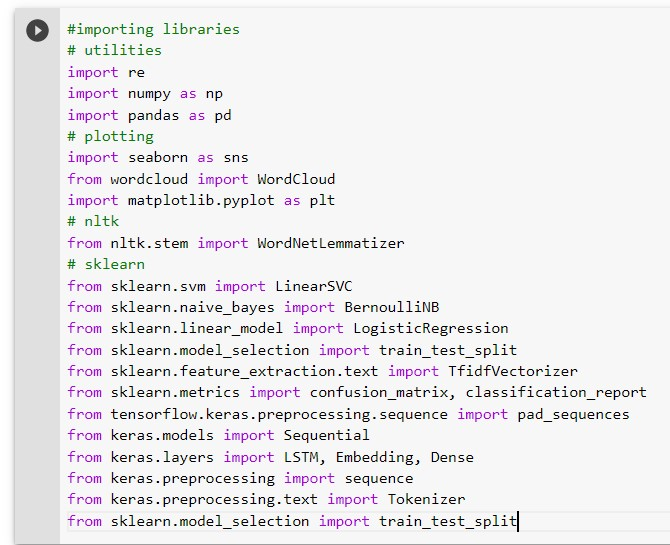 #importing libraries
# utilities
import re
import numpy as np
import pandas as pd
# plotting
import seaborn as sns
from wordcloud import WordCloud
import matplotlib.pyplot as plt
# nltk
from nltk.stem import WordNetLemmatizer
# sklearn
from sklearn.svm import LinearSVC
from sklearn.naive_bayes import BernoulliNB
from sklearn.linear_model import LogisticRegression
from sklearn.model_selection import train_test_split
from sklearn.feature_extraction.text import TfidfVectorizer
from sklearn.metrics import confusion_matrix, classification_report
from tensorflow.keras.preprocessing.sequence import pad_sequences
from keras.models import Sequential
from keras.layers import LSTM, Embedding, Dense
from keras.preprocessing import sequence
from keras.preprocessing.text import Tokenizer
from sklearn.model_selection import train_test_split